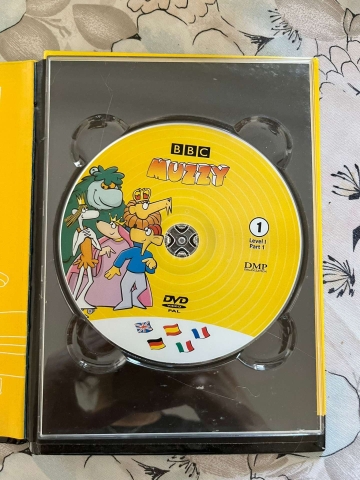 BBC
MUZZY
1
Level I
Part 1
DMP
DVD
VIDEO
PAL